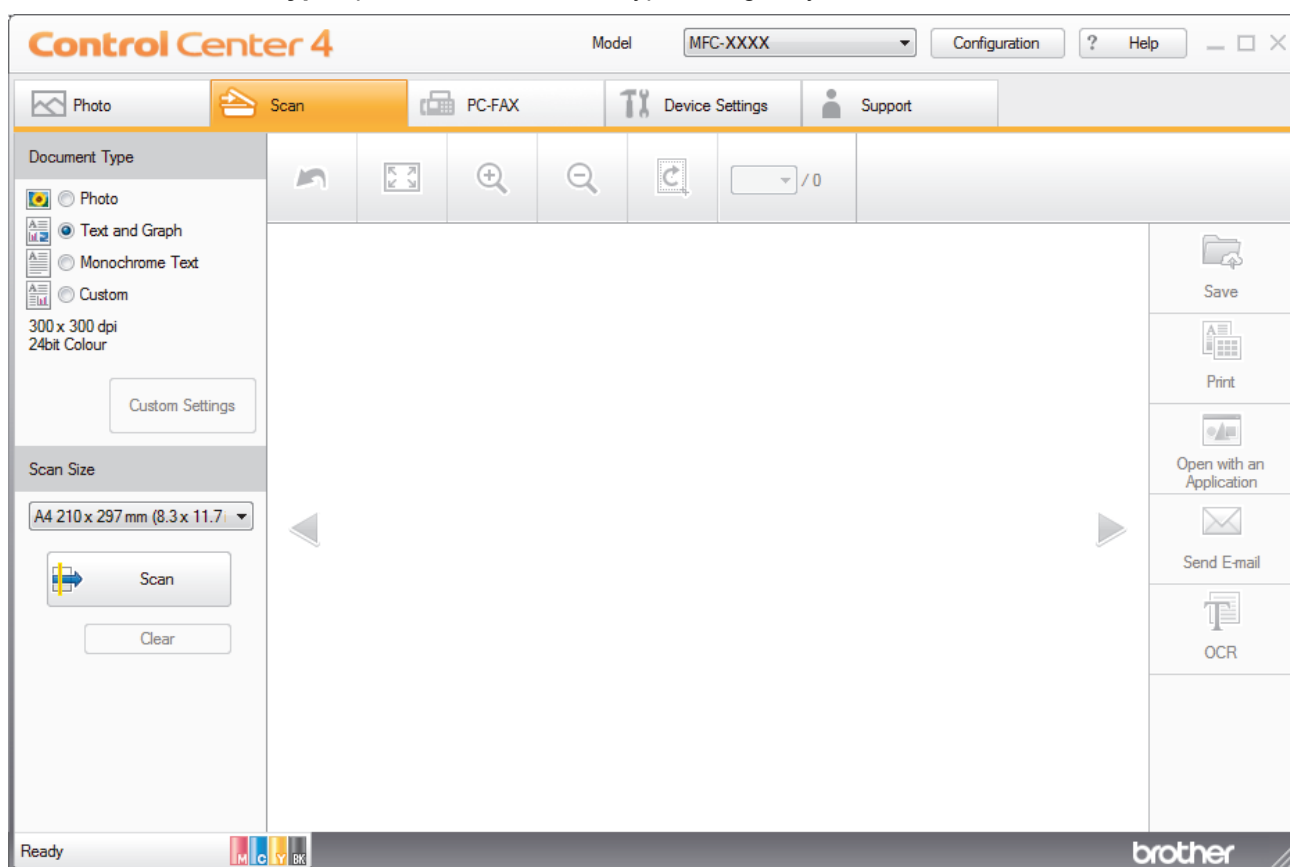 Control Center 4
Model MFC-XXXX Configuration ? Help
Photo Scan PC-FAX Device Settings Support
Document Type
Photo
Text and Graph
Monochrome Text
Custom
300 x 300 dpi
24bit Colour
Custom Settings
Scan Size
A4 210 x 297 mm (8.3 x 11.7
Scan
Clear
/ 0
Save
Print
Open with an
Application
Send E-mail
OCR
Ready M C Y BK brother